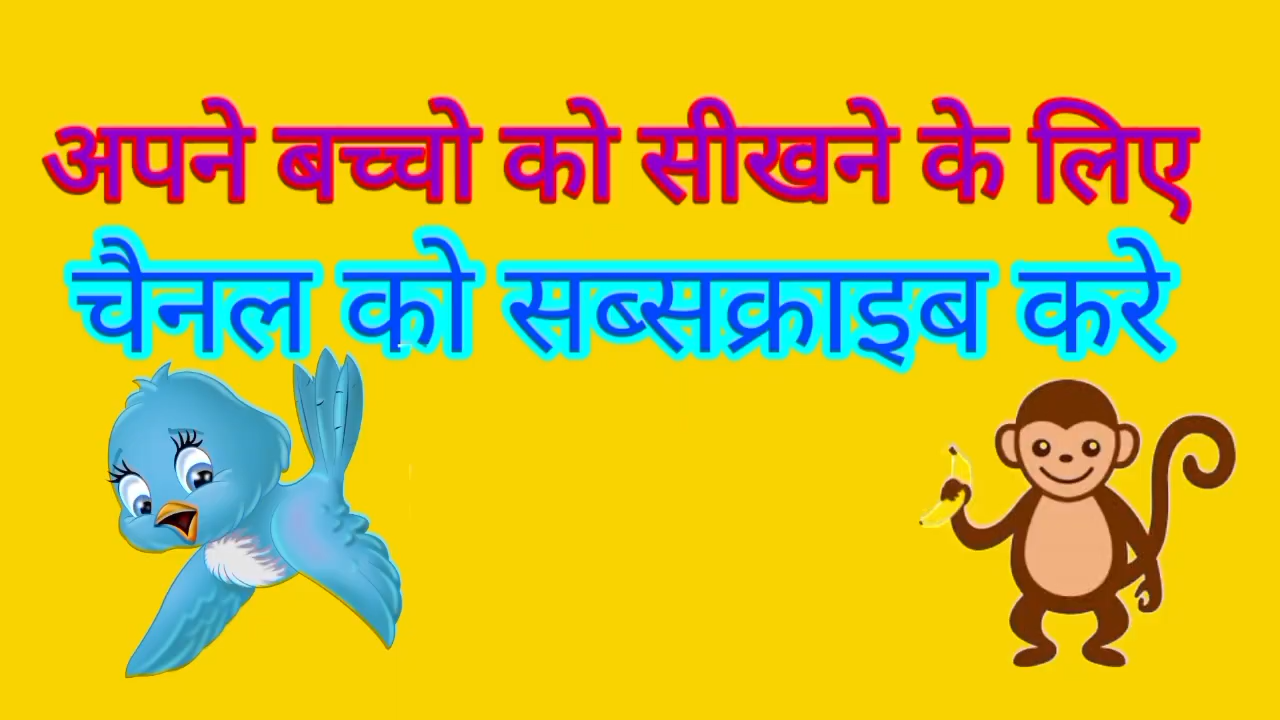 अपने बच्चो को सीखने के लिए
चैनल को सब्सक्राइब करे